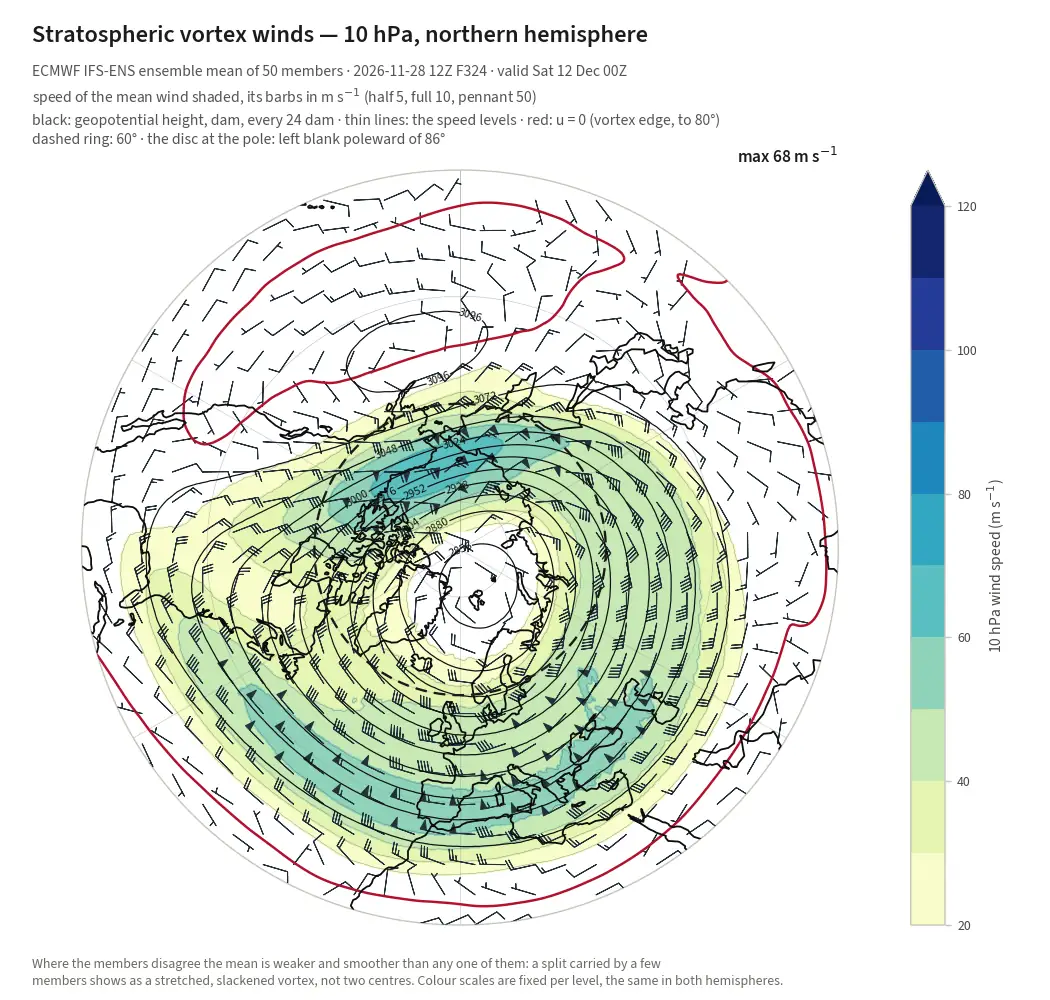 Stratospheric vortex winds — 10 hPa, northern hemisphere
ECMWF IFS-ENS ensemble mean of 50 members · 2026-11-28 12Z F324 · valid Sat 12 Dec 00Z
speed of the mean wind shaded, its barbs in m s⁻¹ (half 5, full 10, pennant 50)
black: geopotential height, dam, every 24 dam · thin lines: the speed levels · red: u = 0 (vortex edge, to 80°)
dashed ring: 60° · the disc at the pole: left blank poleward of 86°
max 68 m s⁻¹
120
100
80
60
40
20
10 hPa wind speed (m s⁻¹)
3096
3096
3072
3048
3024
3000
2952
2928
2880
Where the members disagree the mean is weaker and smoother than any one of them: a split carried by a few
members shows as a stretched, slackened vortex, not two centres. Colour scales are fixed per level, the same in both hemispheres.